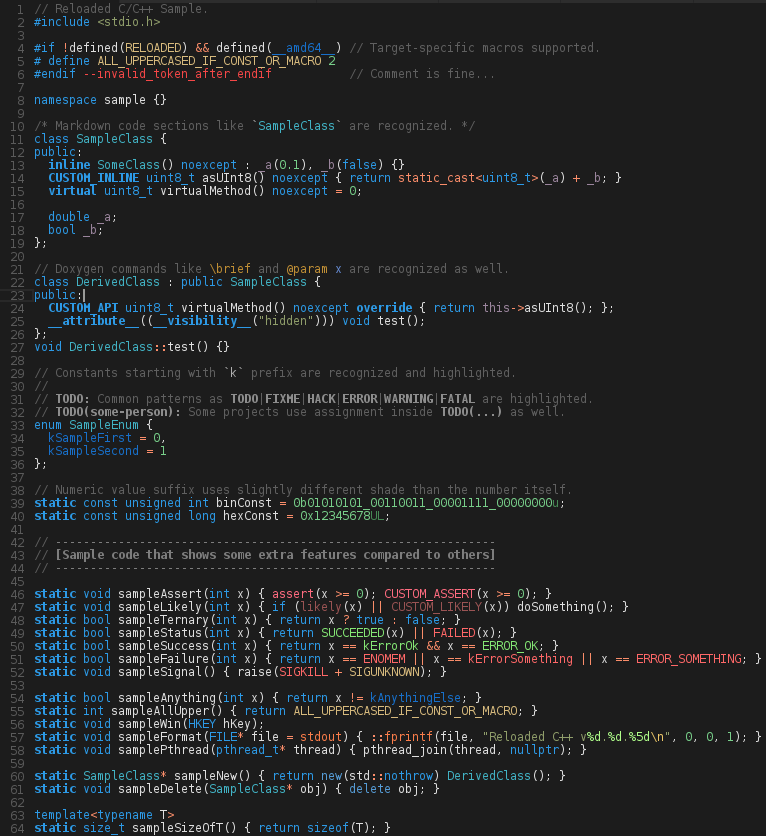 1 // Reloaded C/C++ Sample.
2 #include <stdio.h>
3
4 #if !defined(RELOADED) && defined(__amd64__) // Target-specific macros supported.
5 # define ALL_UPPERCASED_IF_CONST_OR_MACRO 2
6 #endif --invalid_token_after_endif           // Comment is fine...
7
8 namespace sample {}
9
10 /* Markdown code sections like `SampleClass` are recognized. */
11 class SampleClass {
12 public:
13   inline SomeClass() noexcept : _a(0.1), _b(false) {}
14   CUSTOM_INLINE uint8_t asUInt8() noexcept { return static_cast<uint8_t>(_a) + _b; }
15   virtual uint8_t virtualMethod() noexcept = 0;
16
17   double _a;
18   bool _b;
19 };
20
21 // Doxygen commands like \brief and @param x are recognized as well.
22 class DerivedClass : public SampleClass {
23 public:
24   CUSTOM_API uint8_t virtualMethod() noexcept override { return this->asUInt8(); };
25   __attribute__((__visibility__("hidden"))) void test();
26 };
27 void DerivedClass::test() {}
28
29 // Constants starting with `k` prefix are recognized and highlighted.
30 //
31 // TODO: Common patterns as TODO|FIXME|HACK|ERROR|WARNING|FATAL are highlighted.
32 // TODO(some-person): Some projects use assignment inside TODO(...) as well.
33 enum SampleEnum {
34   kSampleFirst = 0,
35   kSampleSecond = 1
36 };
37
38 // Numeric value suffix uses slightly different shade than the number itself.
39 static const unsigned int binConst = 0b01010101_00110011_00001111_00000000u;
40 static const unsigned long hexConst = 0x12345678UL;
41
42 // ---------------------------------------------------------------
43 // [Sample code that shows some extra features compared to others]
44 // ---------------------------------------------------------------
45
46 static void sampleAssert(int x) { assert(x >= 0); CUSTOM_ASSERT(x >= 0); }
47 static void sampleLikely(int x) { if (likely(x) || CUSTOM_LIKELY(x)) doSomething(); }
48 static bool sampleTernary(int x) { return x ? true : false; }
49 static bool sampleStatus(int x) { return SUCCEEDED(x) || FAILED(x); }
50 static bool sampleSuccess(int x) { return x == kErrorOk && x == ERROR_OK; }
51 static bool sampleFailure(int x) { return x == ENOMEM || x == kErrorSomething || x == ERROR_SOMETHING; }
52 static void sampleSignal() { raise(SIGKILL + SIGUNKNOWN); }
53
54 static bool sampleAnything(int x) { return x != kAnythingElse; }
55 static int sampleAllUpper() { return ALL_UPPERCASED_IF_CONST_OR_MACRO; }
56 static void sampleWin(HKEY hKey);
57 static void sampleFormat(FILE* file = stdout) { ::fprintf(file, "Reloaded C++ v%d.%d.%5d\n", 0, 0, 1); }
58 static void samplePthread(pthread_t* thread) { pthread_join(thread, nullptr); }
59
60 static SampleClass* sampleNew() { return new(std::nothrow) DerivedClass(); }
61 static void sampleDelete(SampleClass* obj) { delete obj; }
62
63 template<typename T>
64 static size_t sampleSizeOfT() { return sizeof(T); }